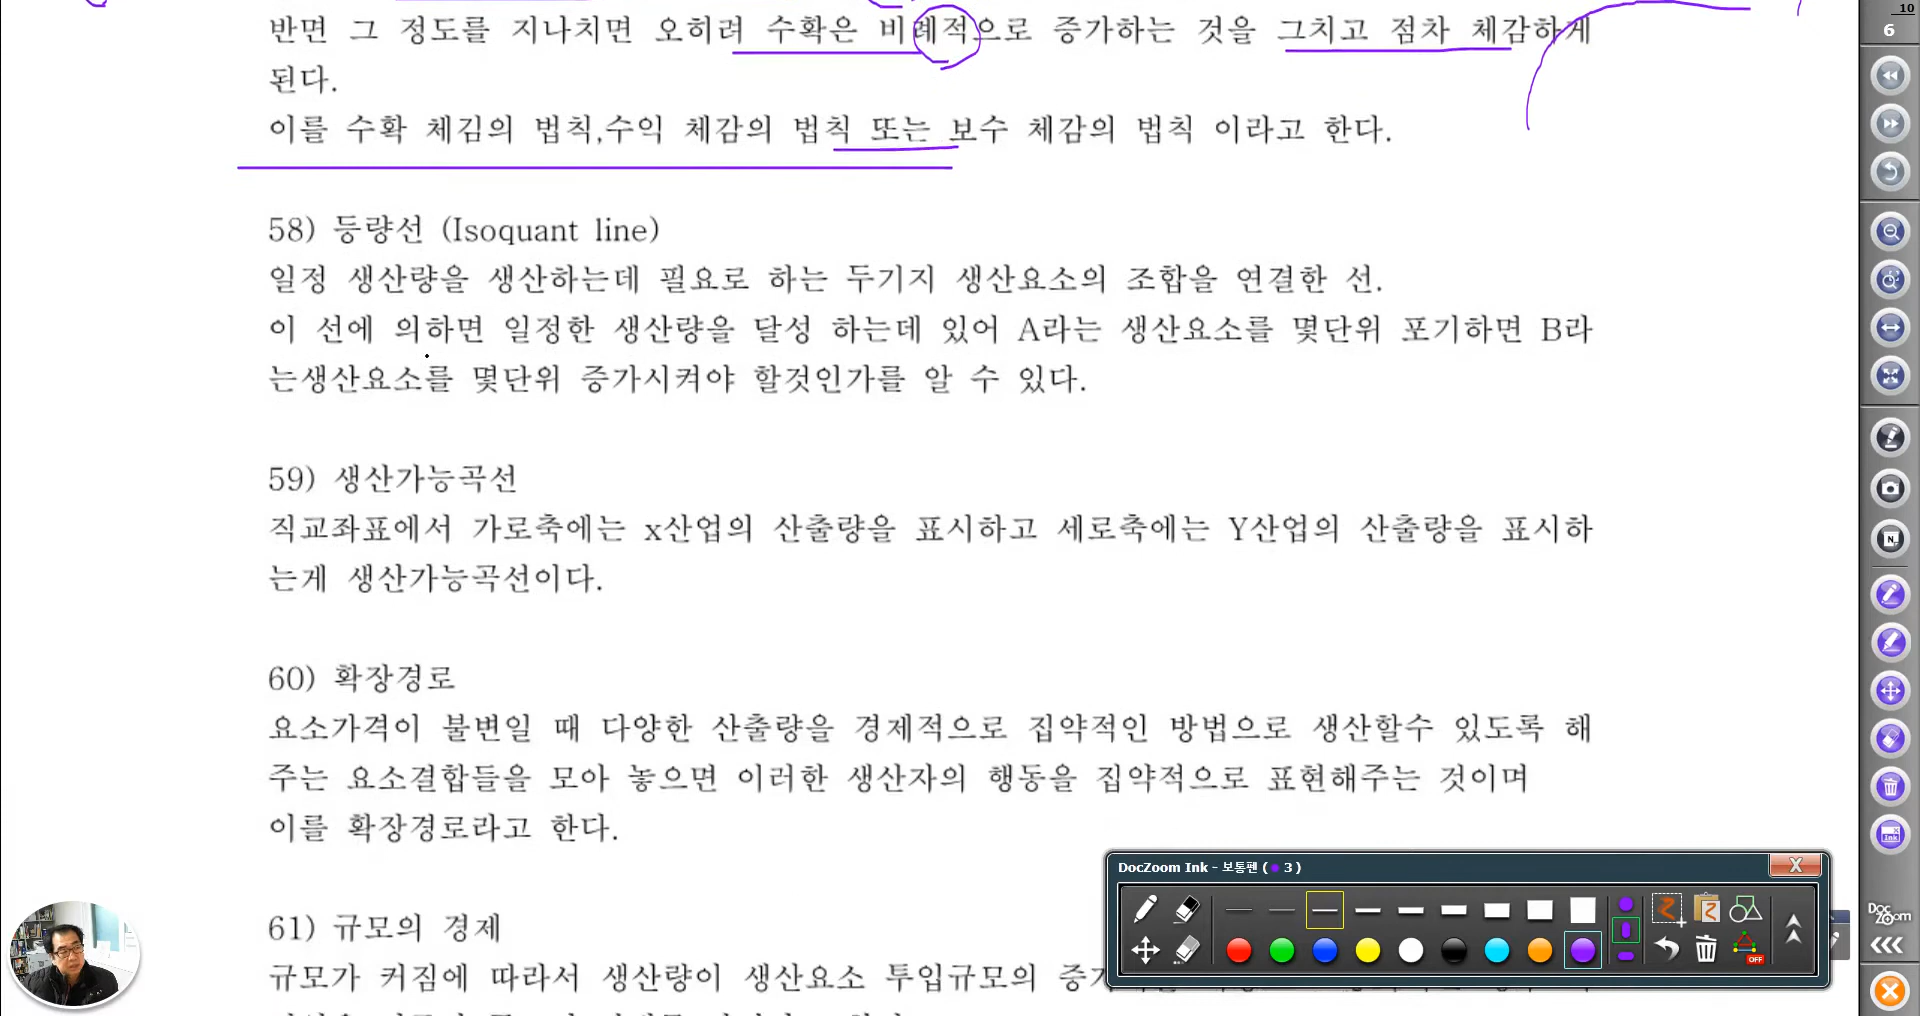 10
6
반면 그 정도를 지나치면 오히려 수확은 비례적으로 증가하는 것을 그치고 점차 체감하게
된다.
이를 수확 체김의 법칙,수익 체감의 법칙 또는 보수 체감의 법칙 이라고 한다.
58) 등량선 (Isoquant line)
일정 생산량을 생산하는데 필요로 하는 두기지 생산요소의 조합을 연결한 선.
이 선에 의하면 일정한 생산량을 달성 하는데 있어 A라는 생산요소를 몇단위 포기하면 B라
는생산요소를 몇단위 증가시켜야 할것인가를 알 수 있다.
59) 생산가능곡선
직교좌표에서 가로축에는 x산업의 산출량을 표시하고 세로축에는 Y산업의 산출량을 표시하
는게 생산가능곡선이다.
60) 확장경로
요소가격이 불변일 때 다양한 산출량을 경제적으로 집약적인 방법으로 생산할수 있도록 해
주는 요소결합들을 모아 놓으면 이러한 생산자의 행동을 집약적으로 표현해주는 것이며
이를 확장경로라고 한다.
61) 규모의 경제
규모가 커짐에 따라서 생산량이 생산요소 투입규모의
DocZoom Ink - 보통펜 ( 3 )
X
OFF
N
Ink
Doc
Zoom